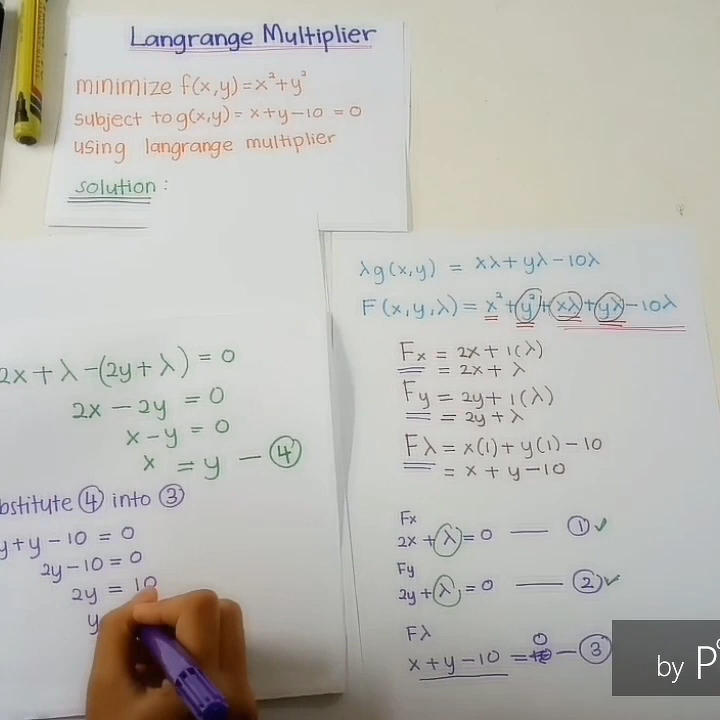 Langrange Multiplier
minimize f(x,y)=x²+y²
subject to g(x,y)= x+y−10 =0
using langrange multiplier
solution :
λg(x,y) = xλ+yλ−10λ
F(x,y,λ)= x²+y²+xλ+yλ−10λ
Fx = 2x+1(λ)
= 2x+ λ
Fy = 2y+1(λ)
= 2y+λ
Fλ = x(1)+y(1)−10
= x+y−10
Fx
2x +λ=0 — ① ✓
Fy
2y+λ=0 — ② ✓
Fλ
x+y−10 = 0 — ③
2x+λ−(2y+λ)=0
2x−2y =0
x−y =0
x =y — ④
bstitute ④ into ③
y+y−10 =0
2y−10=0
2y = 10
y
by P